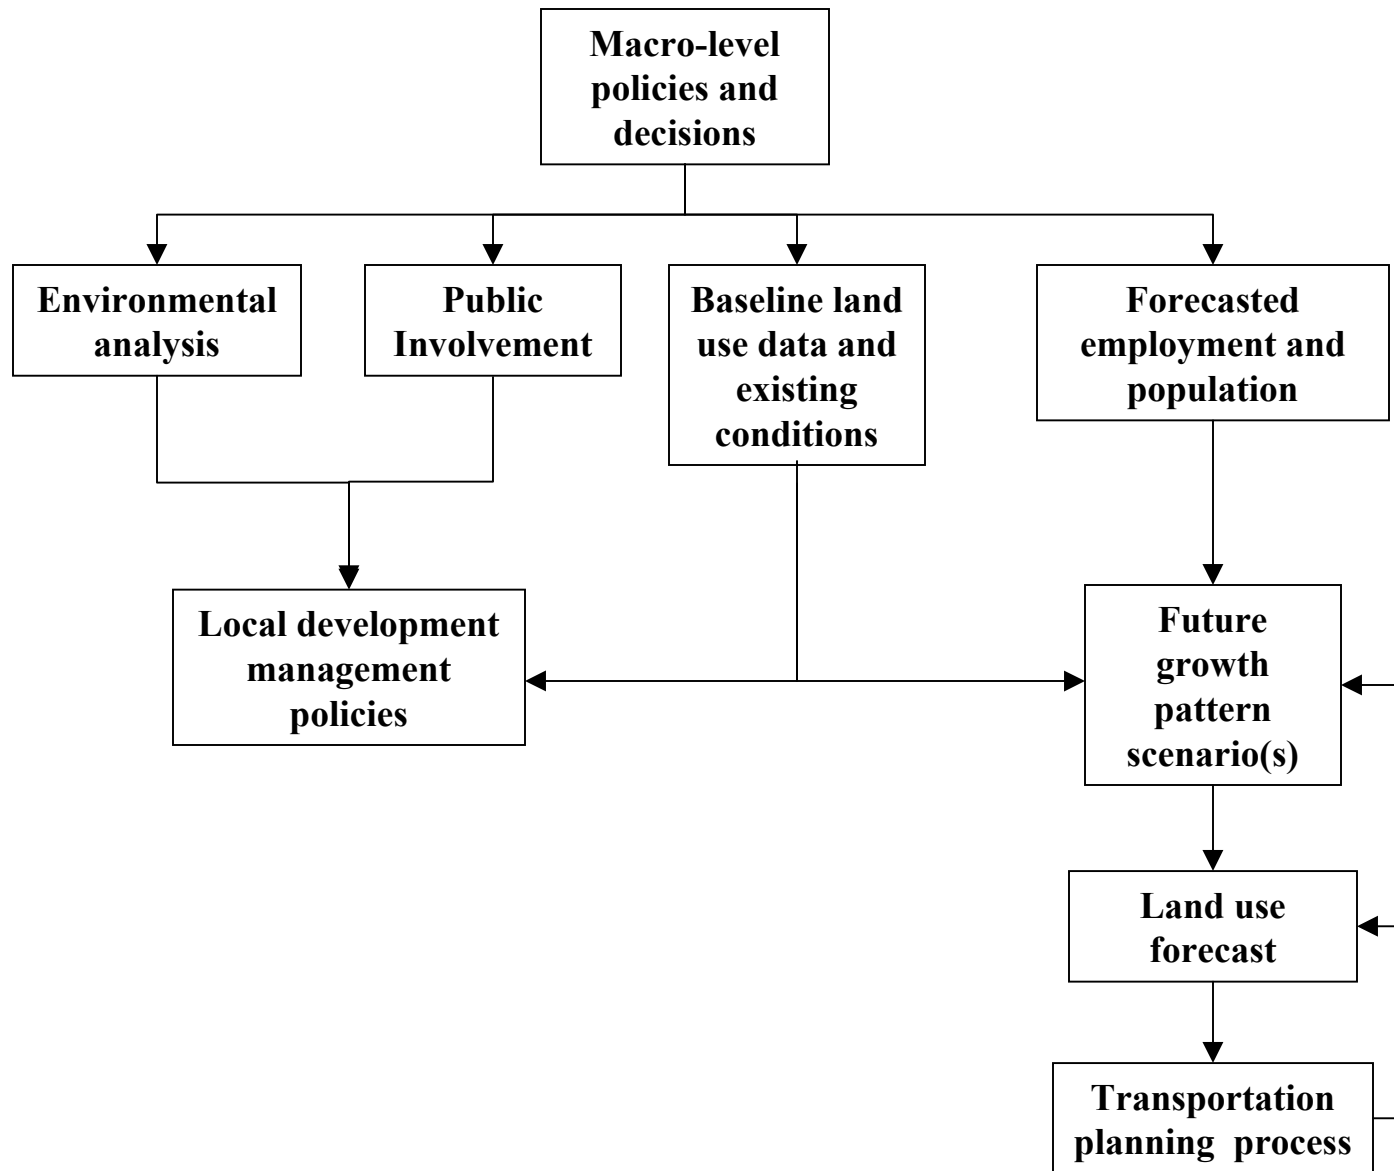 Macro-level
policies and
decisions
Environmental
analysis
Public
Involvement
Baseline land
use data and
existing
conditions
Forecasted
employment and
population
Local development
management
policies
Future
growth
pattern
scenario(s)
Land use
forecast
Transportation
planning process